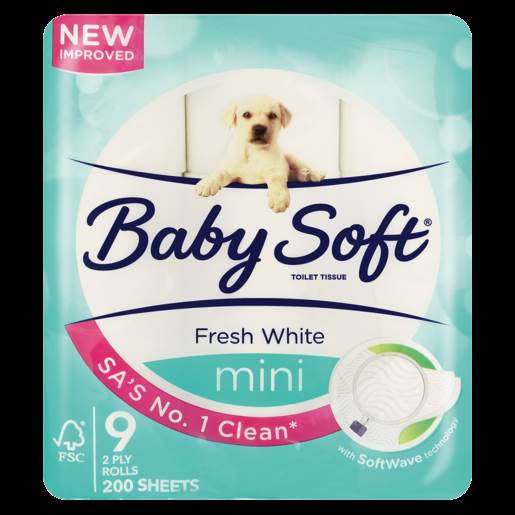 NEW
IMPROVED
Baby Soft®
TOILET TISSUE
Fresh White
mini
SA'S No. 1 Clean*
with SoftWave technology
FSC
9
2 PLY
ROLLS
200 SHEETS